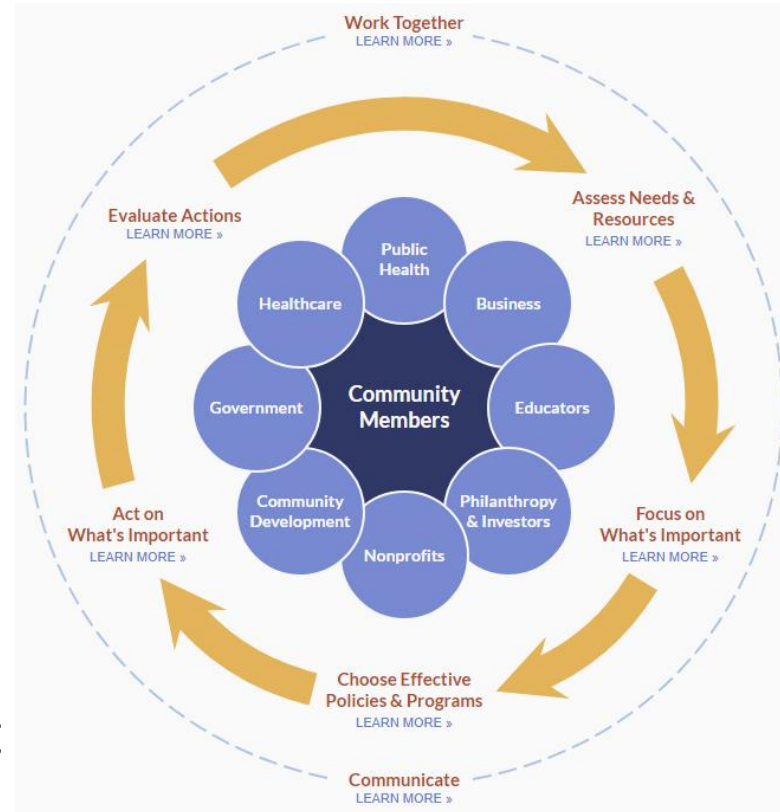 Work Together
LEARN MORE »
Evaluate Actions
LEARN MORE »
Assess Needs &
Resources
LEARN MORE »
Public
Health
Healthcare
Business
Government
Community
Members
Educators
Community
Development
Philanthropy
& Investors
Nonprofits
Act on
What's Important
LEARN MORE »
Focus on
What's Important
LEARN MORE »
Choose Effective
Policies & Programs
LEARN MORE »
Communicate
LEARN MORE »